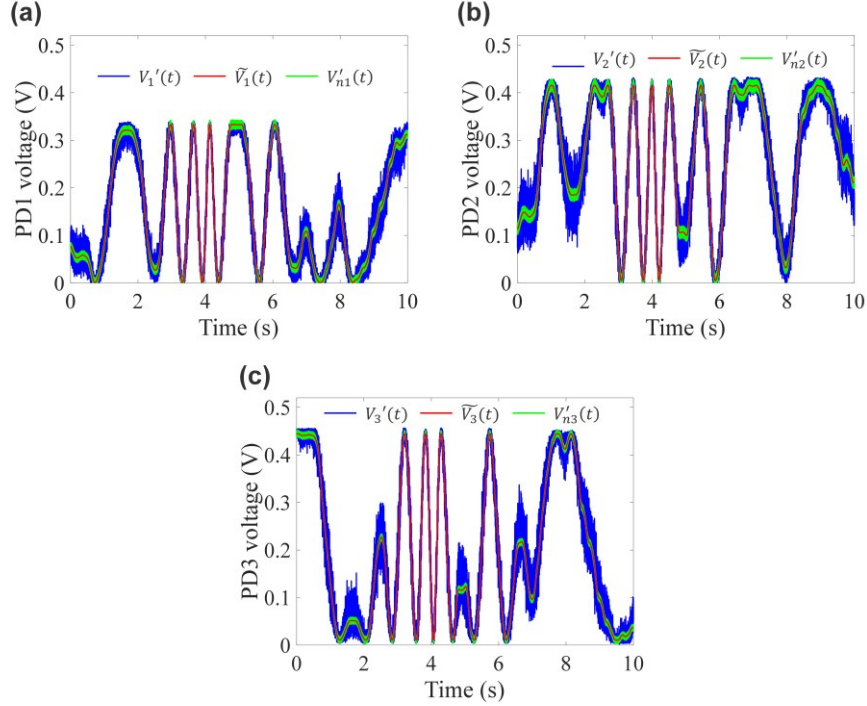 (a)
0.5
0.4
0.3
0.2
0.1
0
PD1 voltage (V)
V₁′(t) Ṽ₁(t) V′ₙ₁(t)
0 2 4 6 8 10
Time (s)
(b)
0.5
0.4
0.3
0.2
0.1
0
PD2 voltage (V)
V₂′(t) Ṽ₂(t) V′ₙ₂(t)
0 2 4 6 8 10
Time (s)
(c)
0.5
0.4
0.3
0.2
0.1
0
PD3 voltage (V)
V₃′(t) Ṽ₃(t) V′ₙ₃(t)
0 2 4 6 8 10
Time (s)